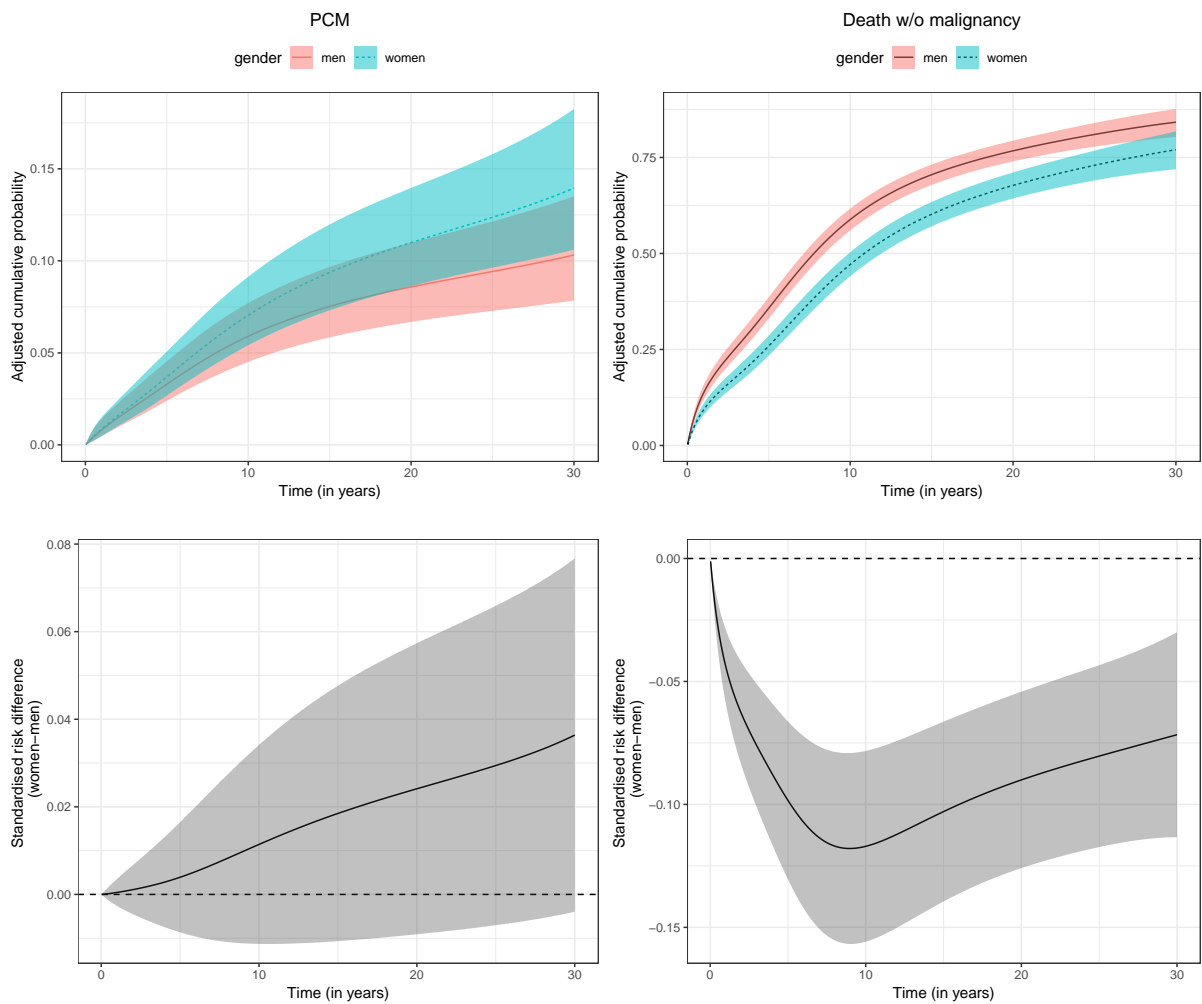 PCM
gender men women
Adjusted cumulative probability
0.15
0.10
0.05
0.00
0 10 20 30
Time (in years)
Death w/o malignancy
gender men women
Adjusted cumulative probability
0.75
0.50
0.25
0.00
0 10 20 30
Time (in years)
Standardised risk difference
(women−men)
0.08
0.06
0.04
0.02
0.00
0 10 20 30
Time (in years)
Standardised risk difference
(women−men)
0.00
−0.05
−0.10
−0.15
0 10 20 30
Time (in years)